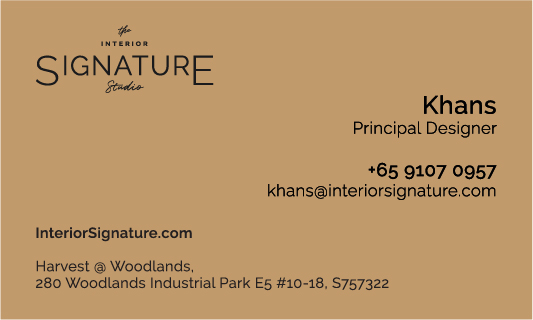 the
INTERIOR
SIGNATURE
Studio
Khans
Principal Designer
+65 9107 0957
khans@interiorsignature.com
InteriorSignature.com
Harvest @ Woodlands,
280 Woodlands Industrial Park E5 #10-18, S757322